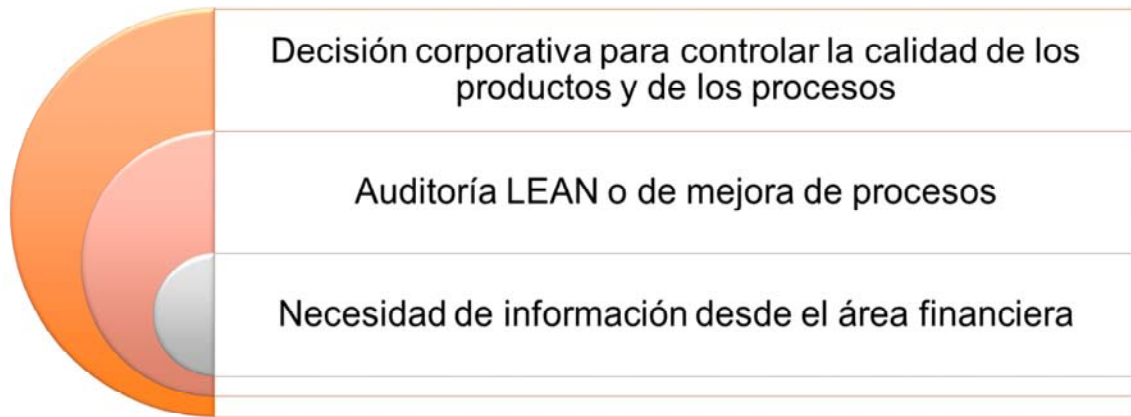 Decisión corporativa para controlar la calidad de los
productos y de los procesos
Auditoría LEAN o de mejora de procesos
Necesidad de información desde el área financiera